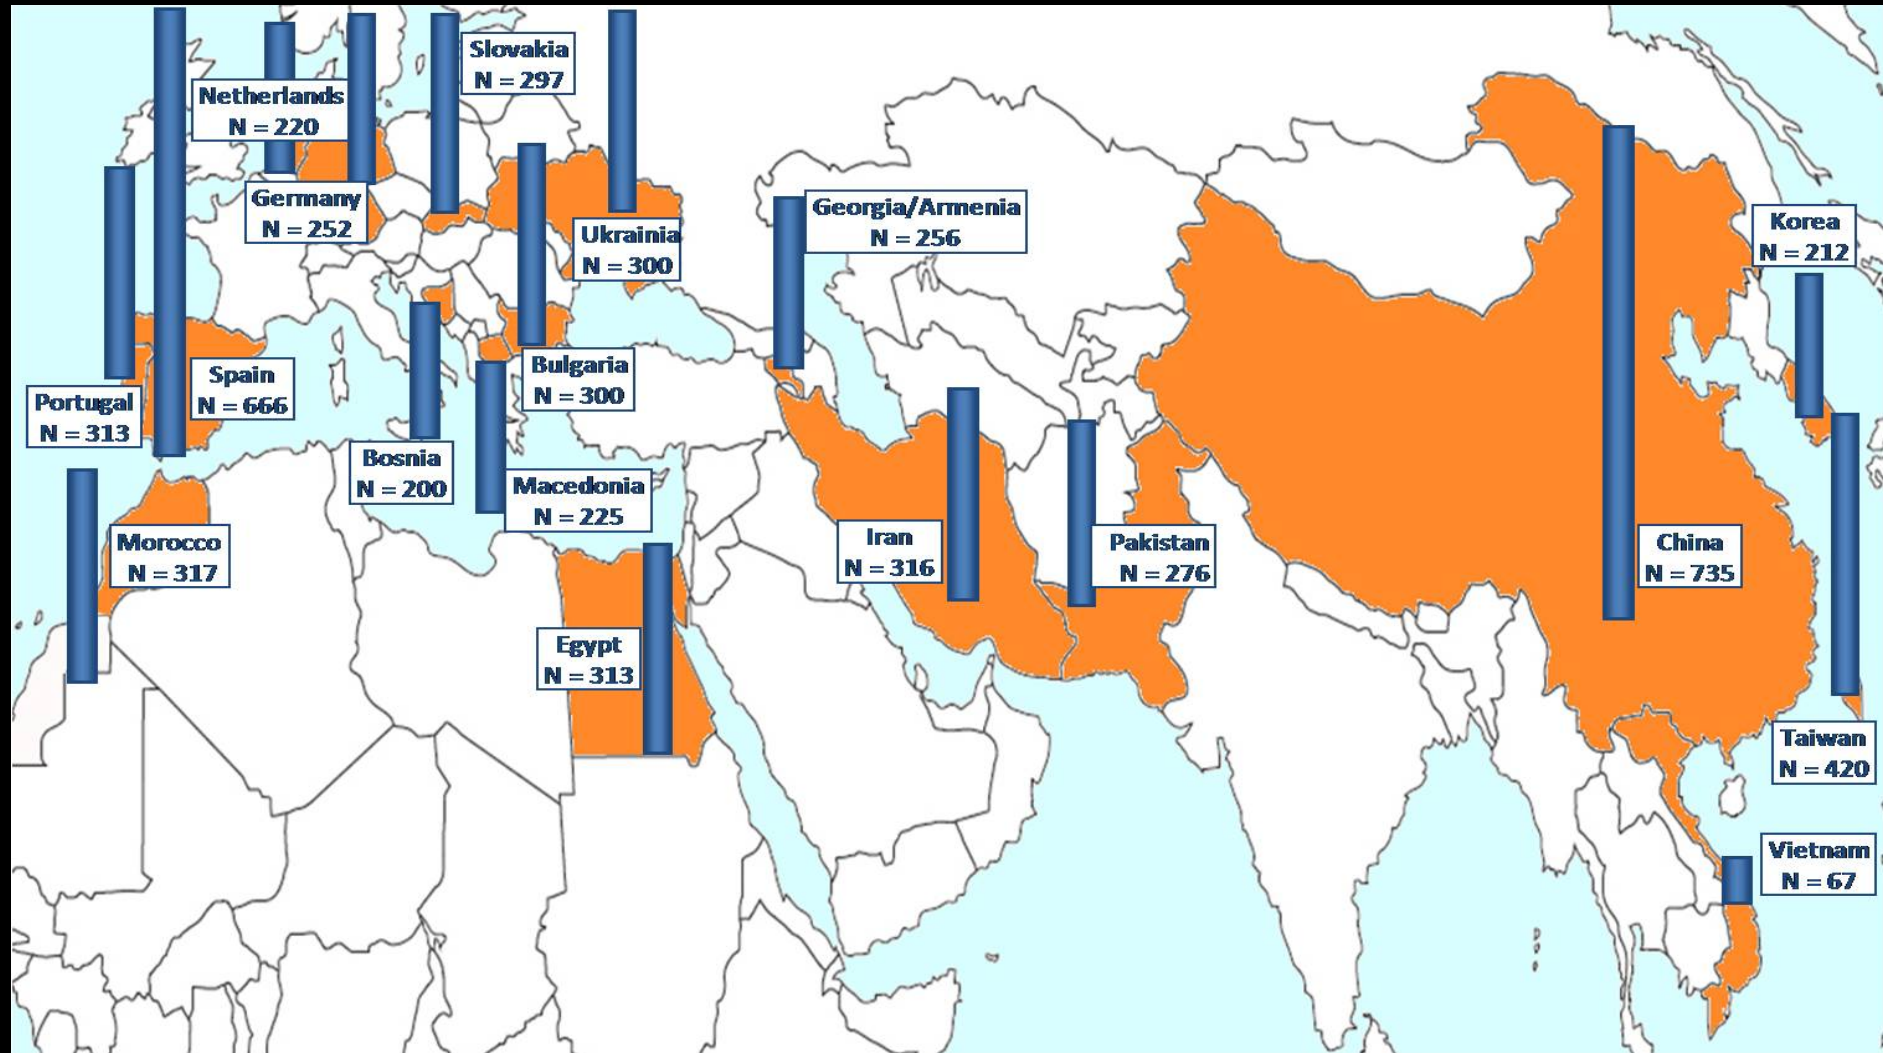 Slovakia
N = 297
Netherlands
N = 220
Germany
N = 252
Ukrainia
N = 300
Georgia/Armenia
N = 256
Korea
N = 212
Bulgaria
N = 300
Spain
N = 666
Portugal
N = 313
Bosnia
N = 200
Macedonia
N = 225
Morocco
N = 317
Iran
N = 316
Pakistan
N = 276
China
N = 735
Egypt
N = 313
Taiwan
N = 420
Vietnam
N = 67